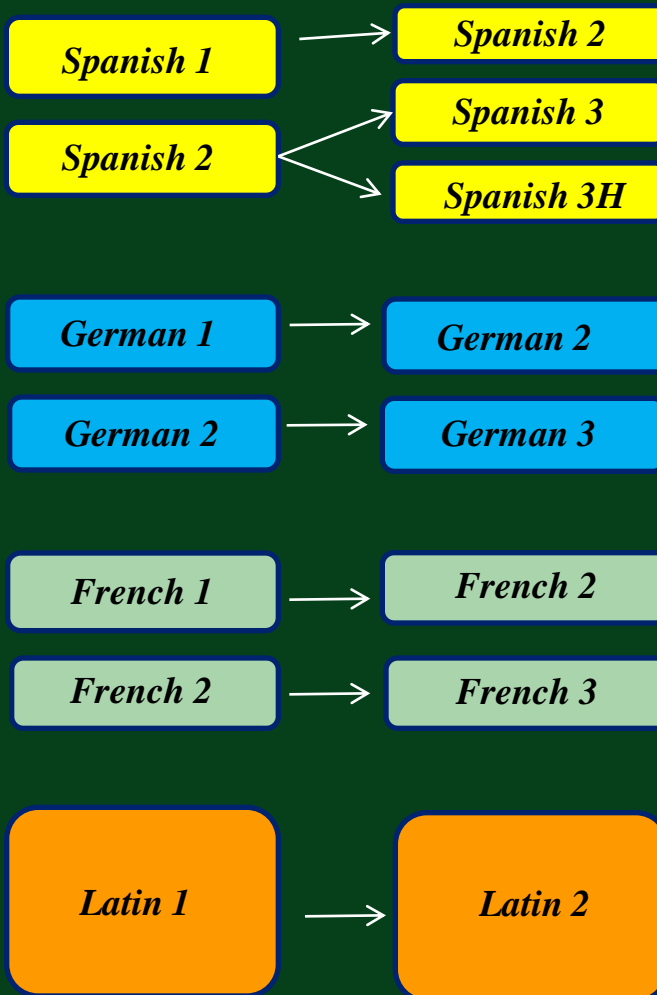 Spanish 1
Spanish 2
Spanish 2
Spanish 3
Spanish 3H
German 1
German 2
German 2
German 3
French 1
French 2
French 2
French 3
Latin 1
Latin 2